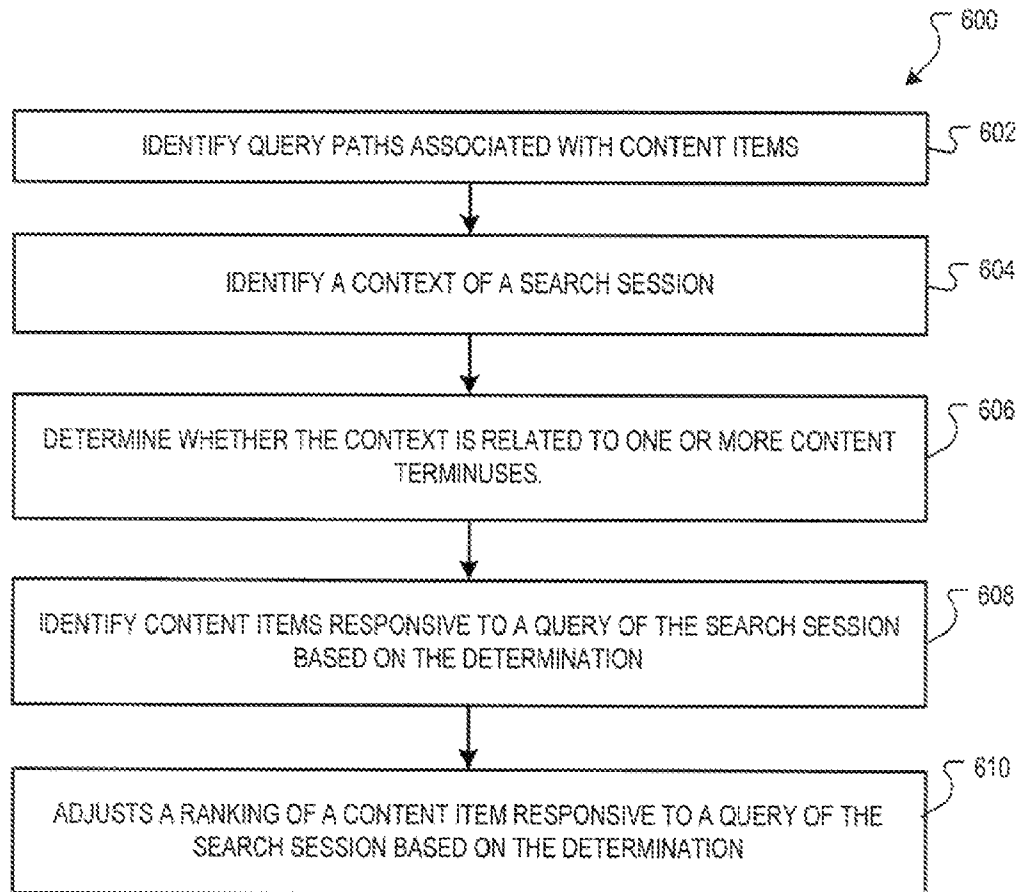 600
IDENTIFY QUERY PATHS ASSOCIATED WITH CONTENT ITEMS
602
IDENTIFY A CONTEXT OF A SEARCH SESSION
604
DETERMINE WHETHER THE CONTEXT IS RELATED TO ONE OR MORE CONTENT
TERMINUSES.
606
IDENTIFY CONTENT ITEMS RESPONSIVE TO A QUERY OF THE SEARCH SESSION
BASED ON THE DETERMINATION
608
ADJUSTS A RANKING OF A CONTENT ITEM RESPONSIVE TO A QUERY OF THE
SEARCH SESSION BASED ON THE DETERMINATION
610